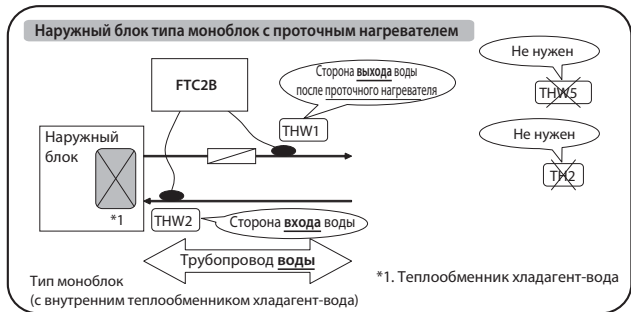 Наружный блок типа моноблок с проточным нагревателем
FTC2B
Сторона выхода воды
после проточного нагревателя
THW1
Не нужен
THW5
Не нужен
TH2
Наружный
блок
*1
THW2
Сторона входа воды
Трубопровод воды
Тип моноблок
(с внутренним теплообменником хладагент-вода)
*1. Теплообменник хладагент-вода